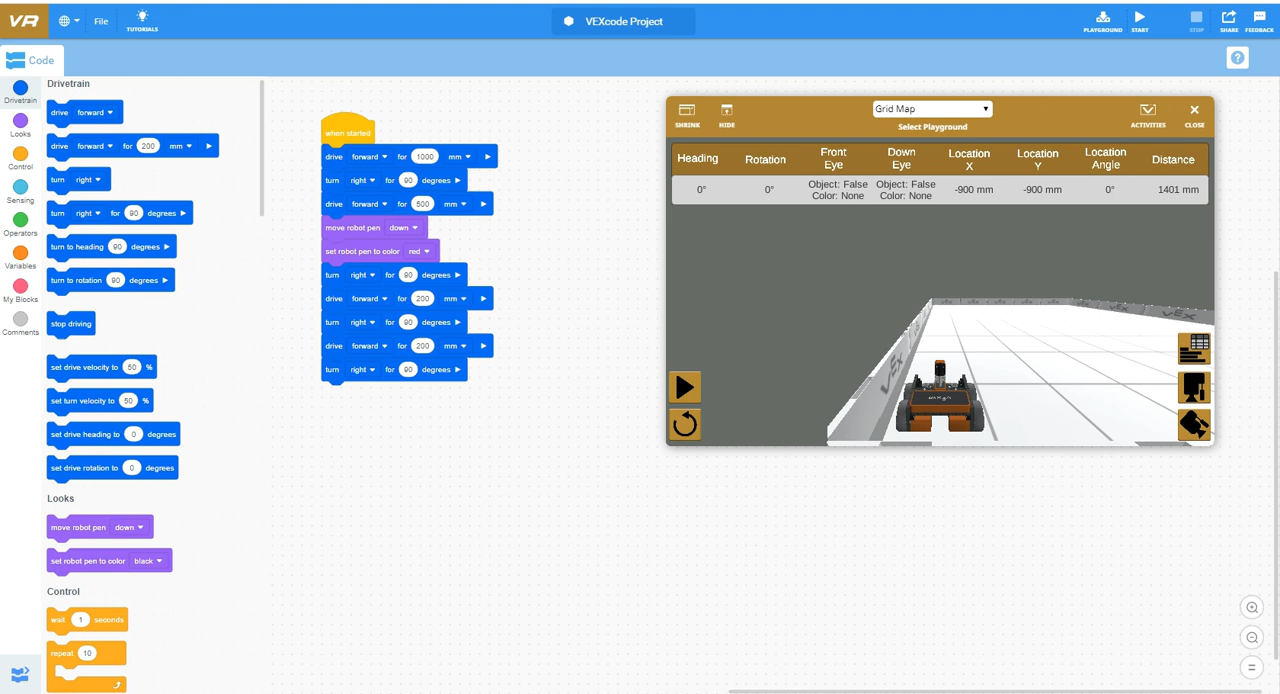 VR File TUTORIALS VEXcode Project PLAYGROUND START STOP SHARE FEEDBACK
Code
Drivetrain
Looks
Control
Sensing
Operators
Variables
My Blocks
Comments
Drivetrain
drive forward
drive forward for 200 mm
turn right
turn right for 90 degrees
turn to heading 90 degrees
turn to rotation 90 degrees
stop driving
set drive velocity to 50 %
set turn velocity to 50 %
set drive heading to 0 degrees
set drive rotation to 0 degrees
Looks
move robot pen down
set robot pen to color black
Control
wait 1 seconds
repeat 10
when started
drive forward for 1000 mm
turn right for 90 degrees
drive forward for 500 mm
move robot pen down
set robot pen to color red
turn right for 90 degrees
drive forward for 200 mm
turn right for 90 degrees
drive forward for 200 mm
turn right for 90 degrees
SHRINK HIDE Grid Map ACTIVITIES CLOSE
Select Playground
Heading Rotation Front Eye Down Eye Location X Location Y Location Angle Distance
0° 0° Object: False Object: False -900 mm -900 mm 0° 1401 mm
Color: None Color: None
VEX
VEX